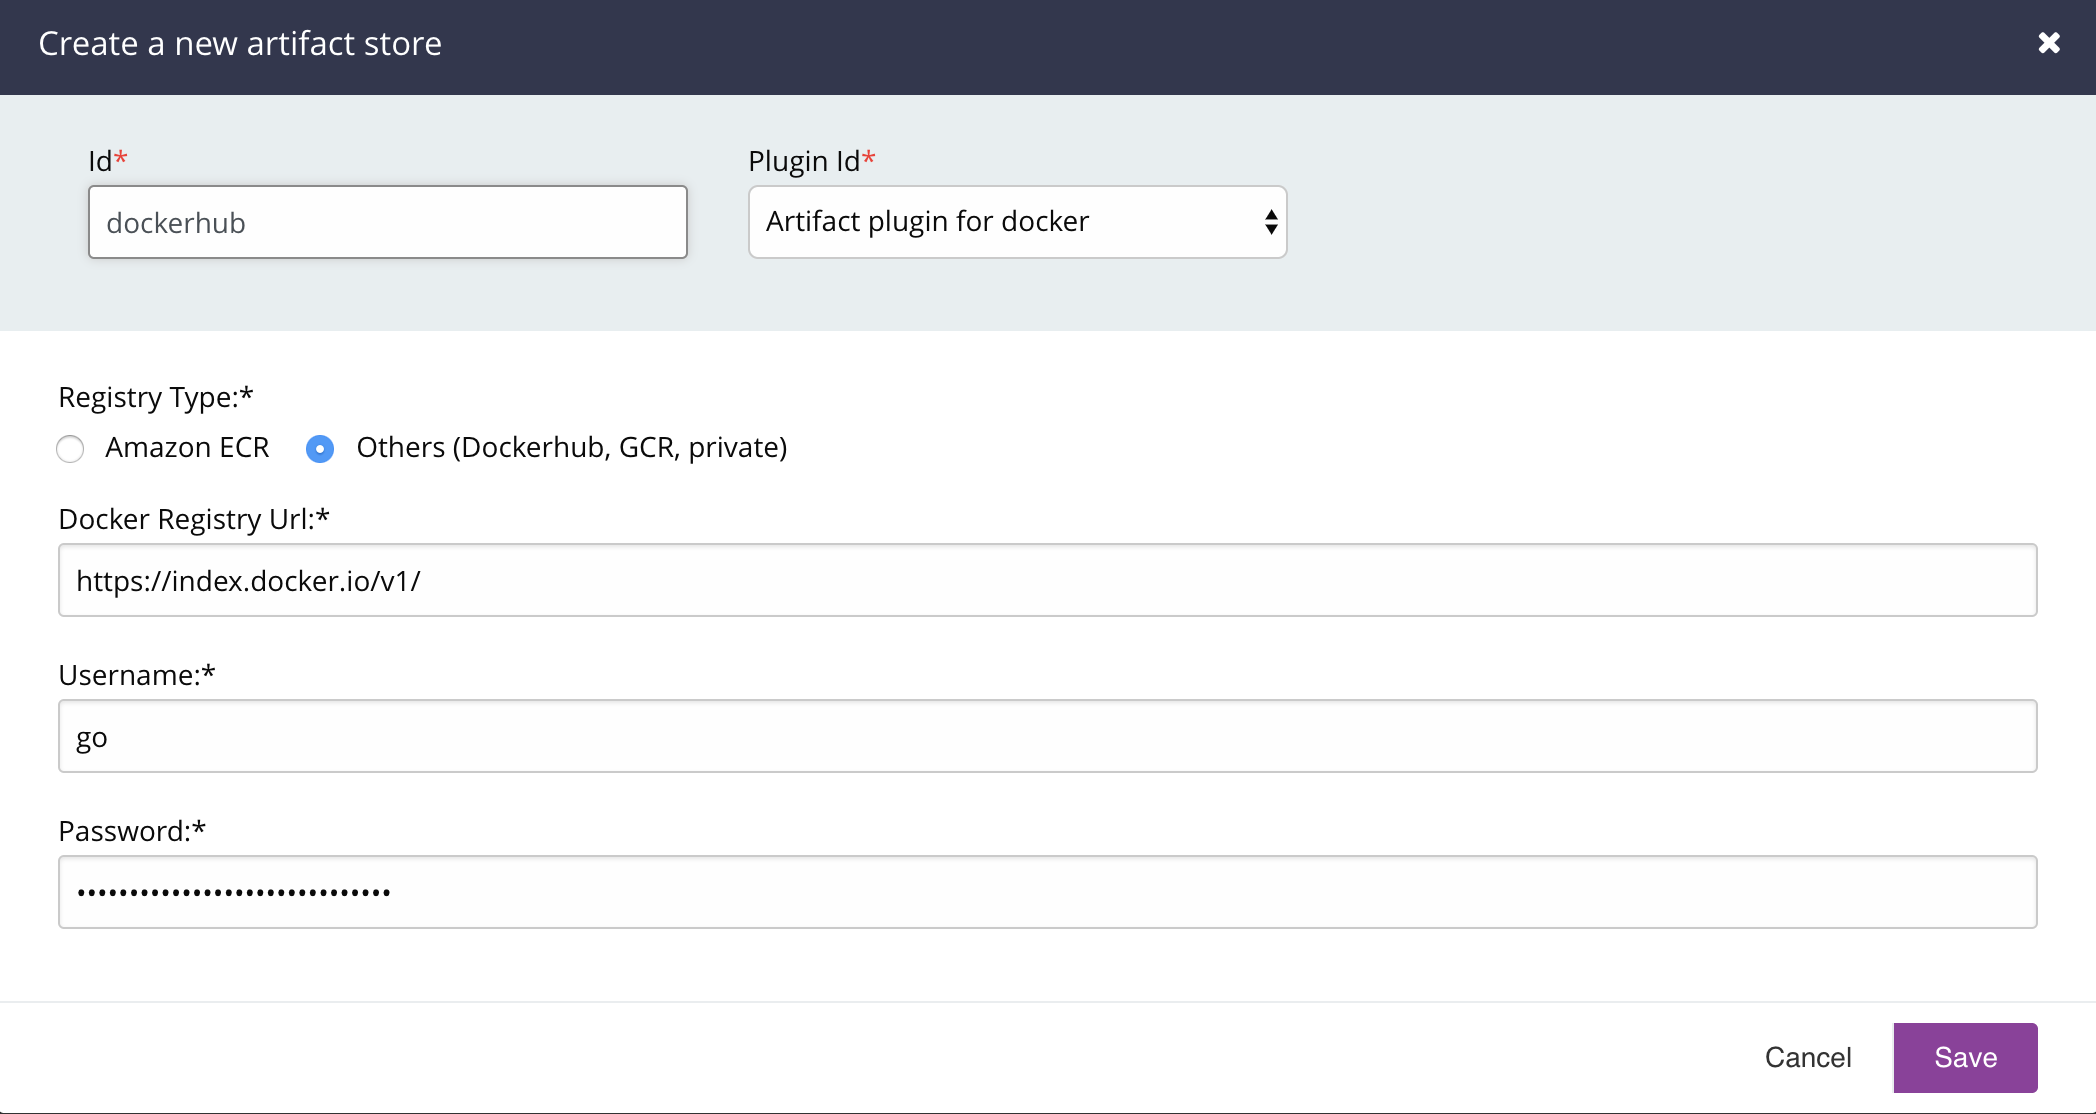 Create a new artifact store
Id* Plugin Id*
dockerhub Artifact plugin for docker
Registry Type:*
Amazon ECR Others (Dockerhub, GCR, private)
Docker Registry Url:*
https://index.docker.io/v1/
Username:*
go
Password:*
••••••••••••••••••••••••••••••
Cancel Save